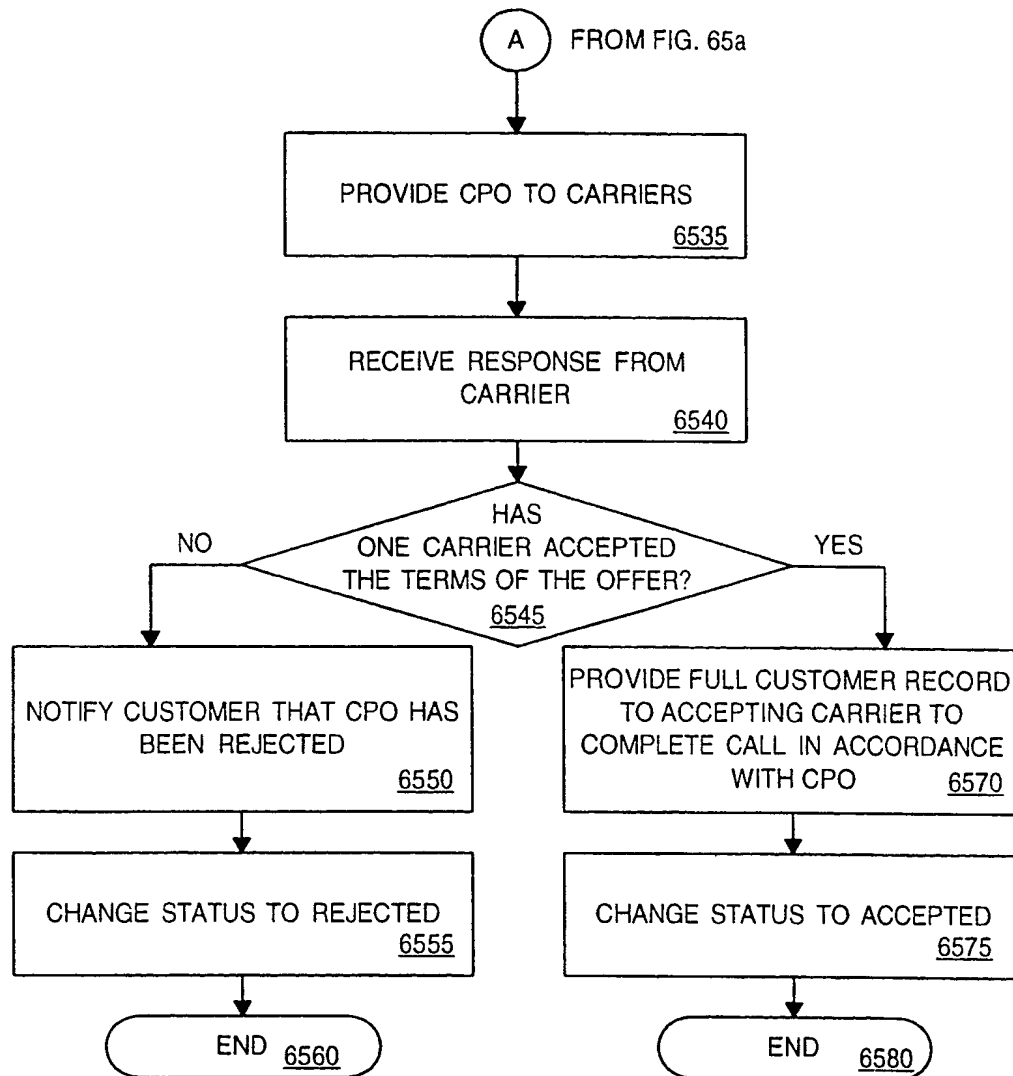 A FROM FIG. 65a
PROVIDE CPO TO CARRIERS
6535
RECEIVE RESPONSE FROM
CARRIER
6540
HAS
ONE CARRIER ACCEPTED
THE TERMS OF THE OFFER?
6545
NO
YES
NOTIFY CUSTOMER THAT CPO HAS
BEEN REJECTED
6550
PROVIDE FULL CUSTOMER RECORD
TO ACCEPTING CARRIER TO
COMPLETE CALL IN ACCORDANCE
WITH CPO 6570
CHANGE STATUS TO REJECTED
6555
CHANGE STATUS TO ACCEPTED
6575
END 6560
END 6580